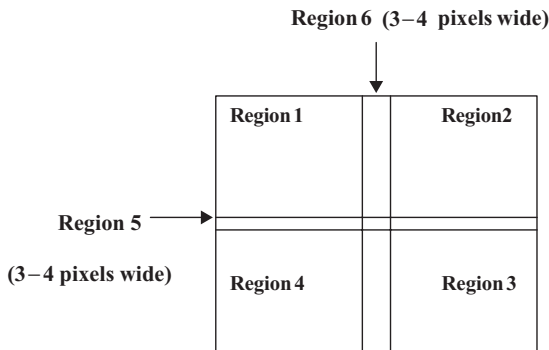 Region 6 (3–4 pixels wide)
Region 1
Region2
Region 5
(3–4 pixels wide)
Region 4
Region 3